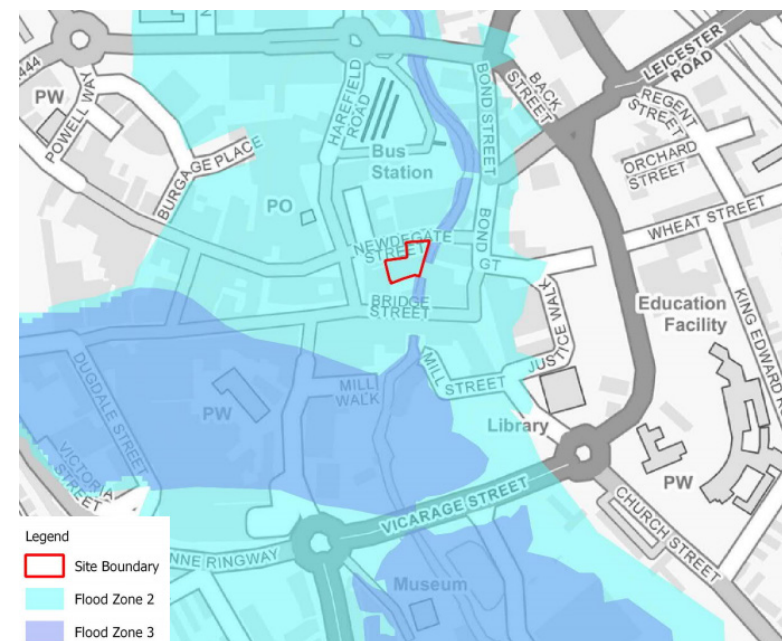 444
PW
POWELL WAY
BURGAGE PLACE
HAREFIELD
ROAD
Bus
Station
BOND STREET
BACK
STREET
LEICESTER
ROAD
REGENT
STREET
ORCHARD
STREET
WHEAT STREET
PO
NEWDEGATE
STREET
BOND GT
BRIDGE
STREET
JUSTICE WALK
Education
Facility
KING EDWARD R
DUGDALE STREET
PW
MILL
WALK
MILL STREET
Library
VICTORIA
STREET
PW
CHURCH STREET
VICARAGE STREET
NNE RINGWAY
Museum
Legend
Site Boundary
Flood Zone 2
Flood Zone 3